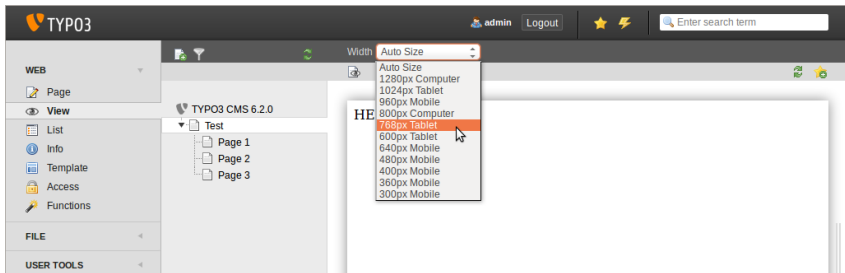 TYPO3
admin
Logout
Enter search term
Width
Auto Size
WEB
Page
View
List
Info
Template
Access
Functions
FILE
USER TOOLS
TYPO3 CMS 6.2.0
Test
Page 1
Page 2
Page 3
Auto Size
1280px Computer
1024px Tablet
960px Mobile
800px Computer
768px Tablet
600px Tablet
640px Mobile
480px Mobile
400px Mobile
360px Mobile
300px Mobile
HE